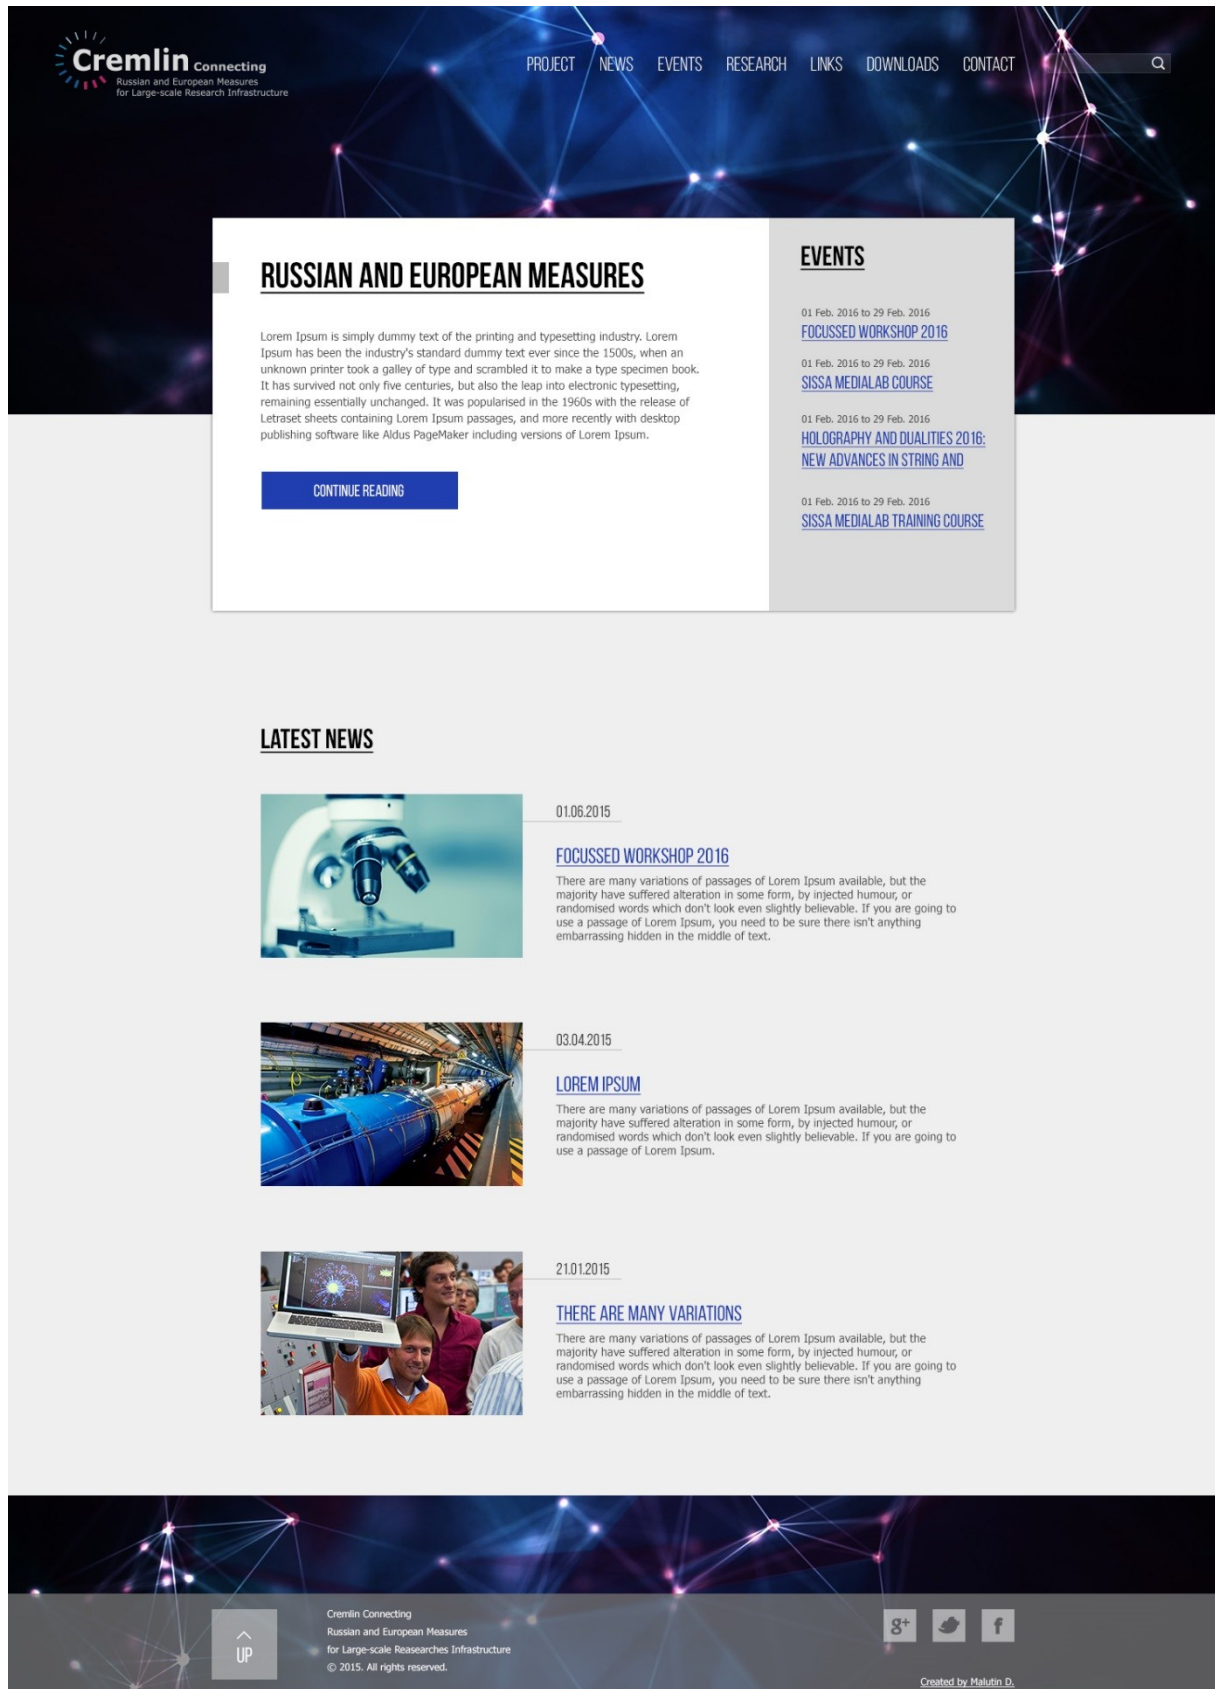 Cremlin Connecting
Russian and European Measures
for Large-scale Research Infrastructure
PROJECT NEWS EVENTS RESEARCH LINKS DOWNLOADS CONTACT
RUSSIAN AND EUROPEAN MEASURES
Lorem Ipsum is simply dummy text of the printing and typesetting industry. Lorem
Ipsum has been the industry's standard dummy text ever since the 1500s, when an
unknown printer took a galley of type and scrambled it to make a type specimen book.
It has survived not only five centuries, but also the leap into electronic typesetting,
remaining essentially unchanged. It was popularised in the 1960s with the release of
Letraset sheets containing Lorem Ipsum passages, and more recently with desktop
publishing software like Aldus PageMaker including versions of Lorem Ipsum.
CONTINUE READING
EVENTS
01 Feb. 2016 to 29 Feb. 2016
FOCUSSED WORKSHOP 2016
01 Feb. 2016 to 29 Feb. 2016
SISSA MEDIALAB COURSE
01 Feb. 2016 to 29 Feb. 2016
HOLOGRAPHY AND DUALITIES 2016:
NEW ADVANCES IN STRING AND
01 Feb. 2016 to 29 Feb. 2016
SISSA MEDIALAB TRAINING COURSE
LATEST NEWS
01.06.2015
FOCUSSED WORKSHOP 2016
There are many variations of passages of Lorem Ipsum available, but the
majority have suffered alteration in some form, by injected humour, or
randomised words which don't look even slightly believable. If you are going to
use a passage of Lorem Ipsum, you need to be sure there isn't anything
embarrassing hidden in the middle of text.
03.04.2015
LOREM IPSUM
There are many variations of passages of Lorem Ipsum available, but the
majority have suffered alteration in some form, by injected humour, or
randomised words which don't look even slightly believable. If you are going to
use a passage of Lorem Ipsum.
21.01.2015
THERE ARE MANY VARIATIONS
There are many variations of passages of Lorem Ipsum available, but the
majority have suffered alteration in some form, by injected humour, or
randomised words which don't look even slightly believable. If you are going to
use a passage of Lorem Ipsum, you need to be sure there isn't anything
embarrassing hidden in the middle of text.
UP
Cremlin Connecting
Russian and European Measures
for Large-scale Reasearches Infrastructure
© 2015. All rights reserved.
g+ f
Created by Malutin D.